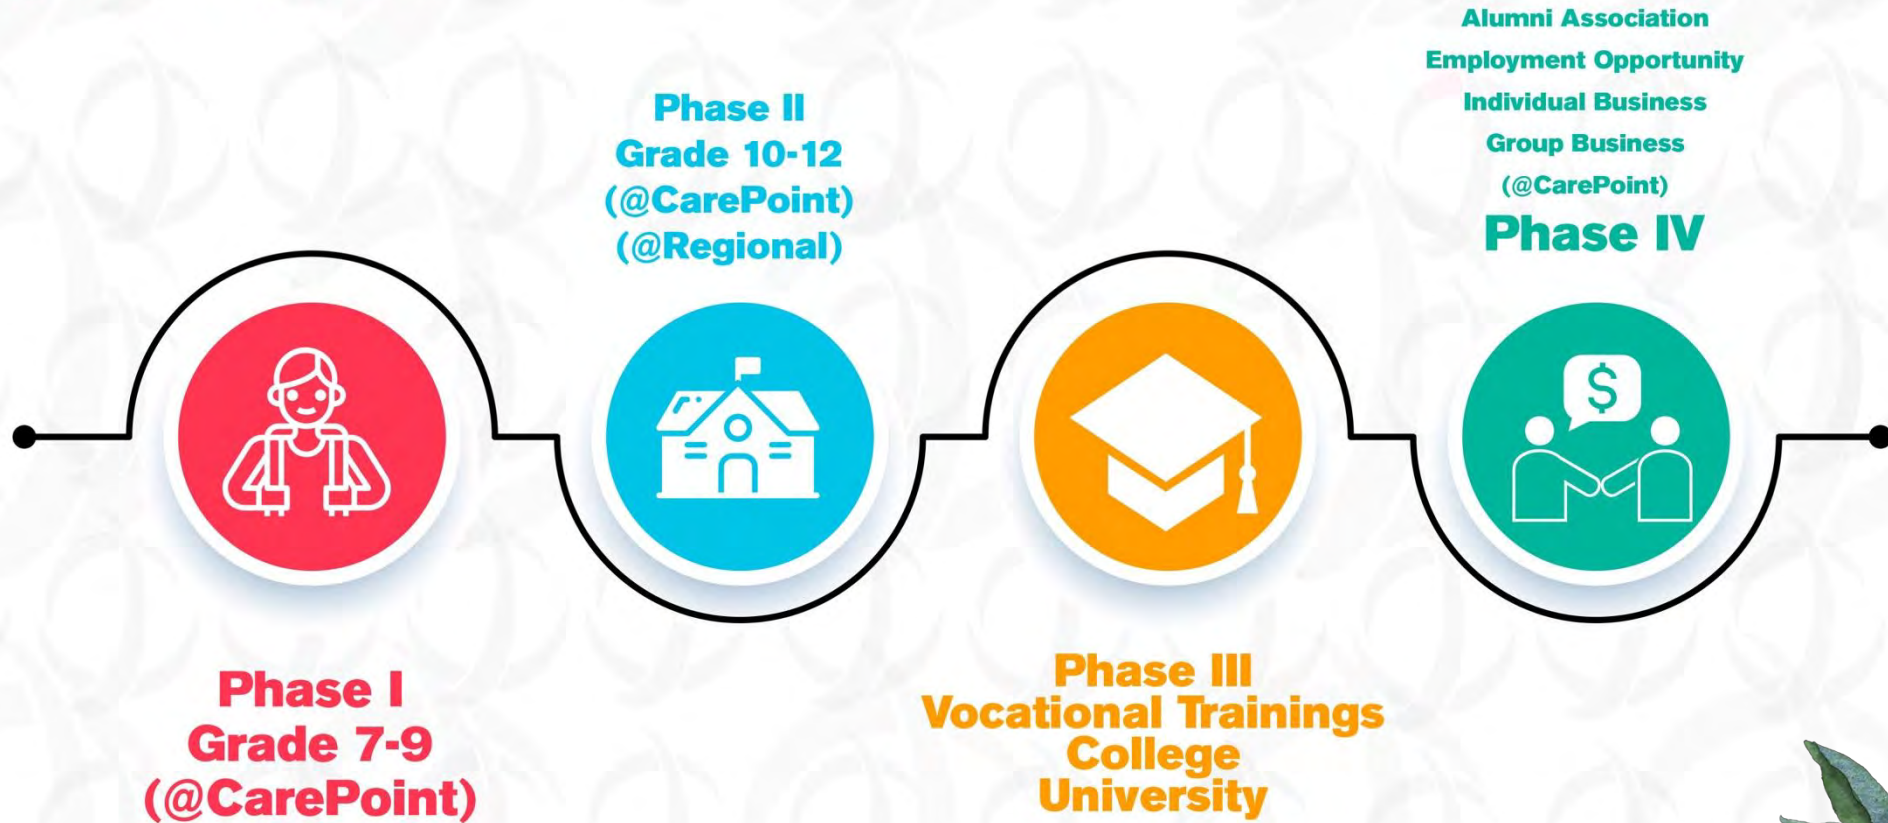 Phase I
Grade 7-9
(@CarePoint)
Phase II
Grade 10-12
(@CarePoint)
(@Regional)
Phase III
Vocational Trainings
College
University
Alumni Association
Employment Opportunity
Individual Business
Group Business
(@CarePoint)
Phase IV
$